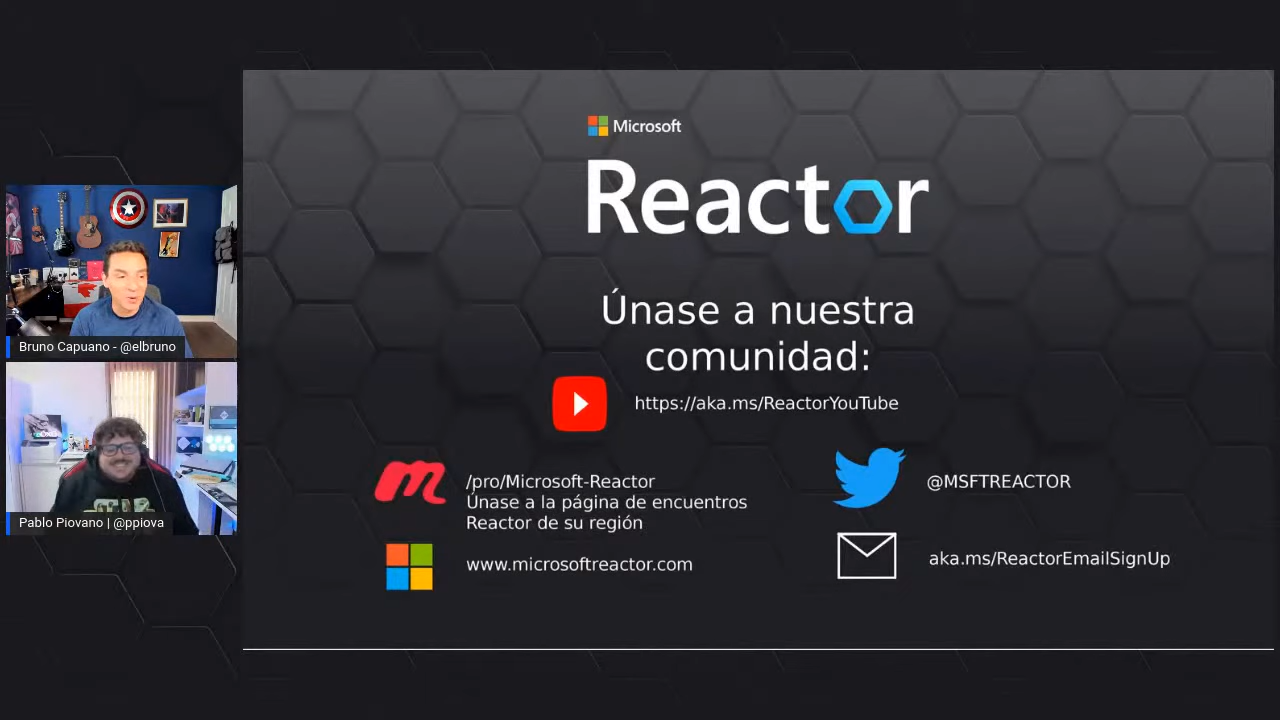 Microsoft
Reactor
Únase a nuestra
comunidad:
https://aka.ms/ReactorYouTube
/pro/Microsoft-Reactor
Únase a la página de encuentros
Reactor de su región
@MSFTREACTOR
www.microsoftreactor.com
aka.ms/ReactorEmailSignUp
Bruno Capuano - @elbruno
Pablo Piovano | @ppiova